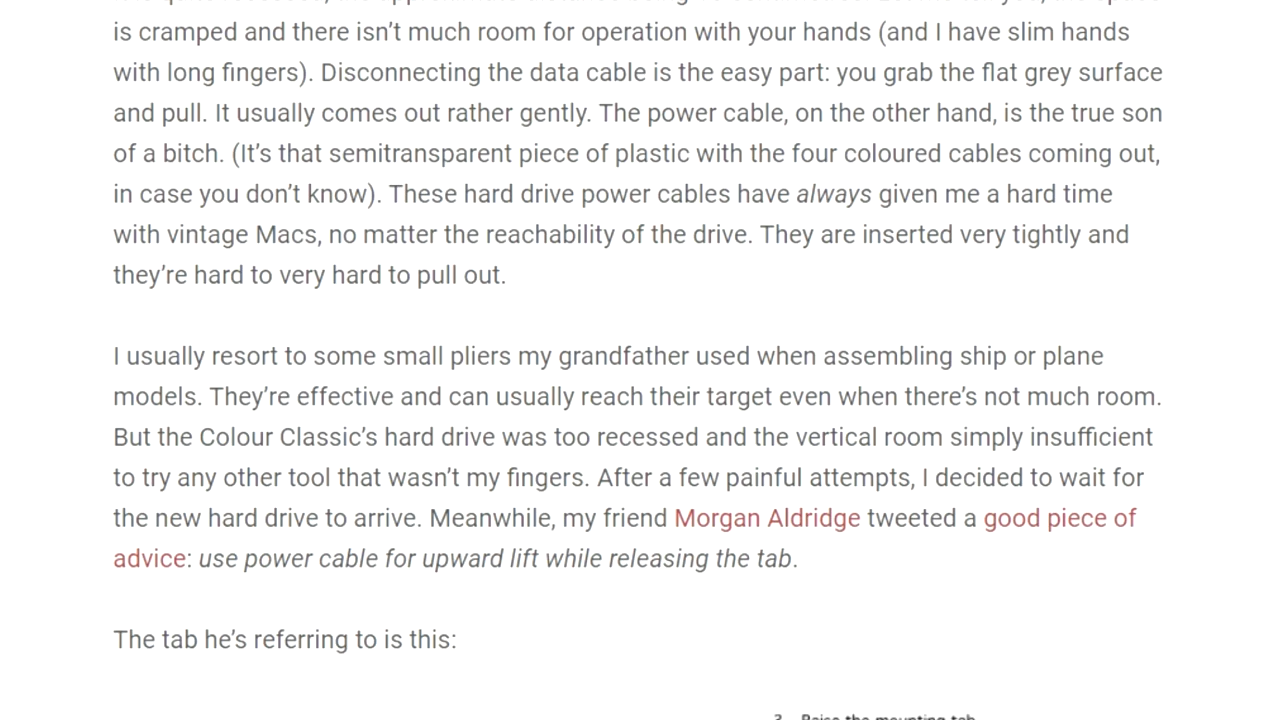 is cramped and there isn’t much room for operation with your hands (and I have slim hands
with long fingers). Disconnecting the data cable is the easy part: you grab the flat grey surface
and pull. It usually comes out rather gently. The power cable, on the other hand, is the true son
of a bitch. (It’s that semitransparent piece of plastic with the four coloured cables coming out,
in case you don’t know). These hard drive power cables have always given me a hard time
with vintage Macs, no matter the reachability of the drive. They are inserted very tightly and
they’re hard to very hard to pull out.
I usually resort to some small pliers my grandfather used when assembling ship or plane
models. They’re effective and can usually reach their target even when there’s not much room.
But the Colour Classic’s hard drive was too recessed and the vertical room simply insufficient
to try any other tool that wasn’t my fingers. After a few painful attempts, I decided to wait for
the new hard drive to arrive. Meanwhile, my friend Morgan Aldridge tweeted a good piece of
advice: use power cable for upward lift while releasing the tab.
The tab he’s referring to is this:
Raise the mounting tab